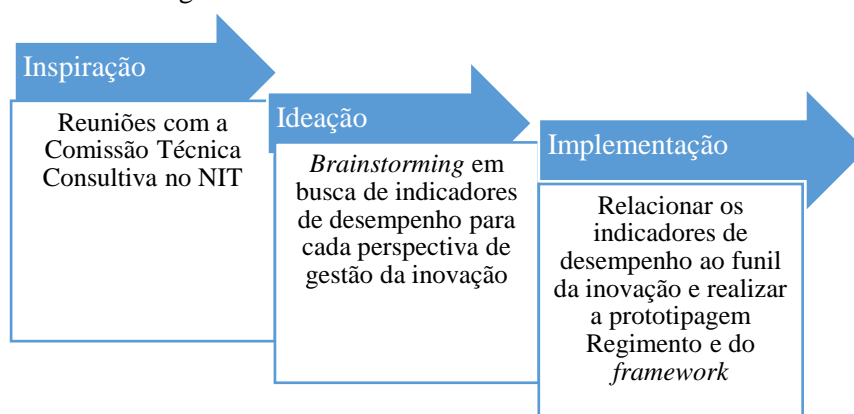 Inspiração
Reuniões com a
Comissão Técnica
Consultiva no NIT
Ideação
Brainstorming em
busca de indicadores
de desempenho para
cada perspectiva de
gestão da inovação
Implementação
Relacionar os
indicadores de
desempenho ao funil
da inovação e realizar
a prototipagem
Regimento e do
framework